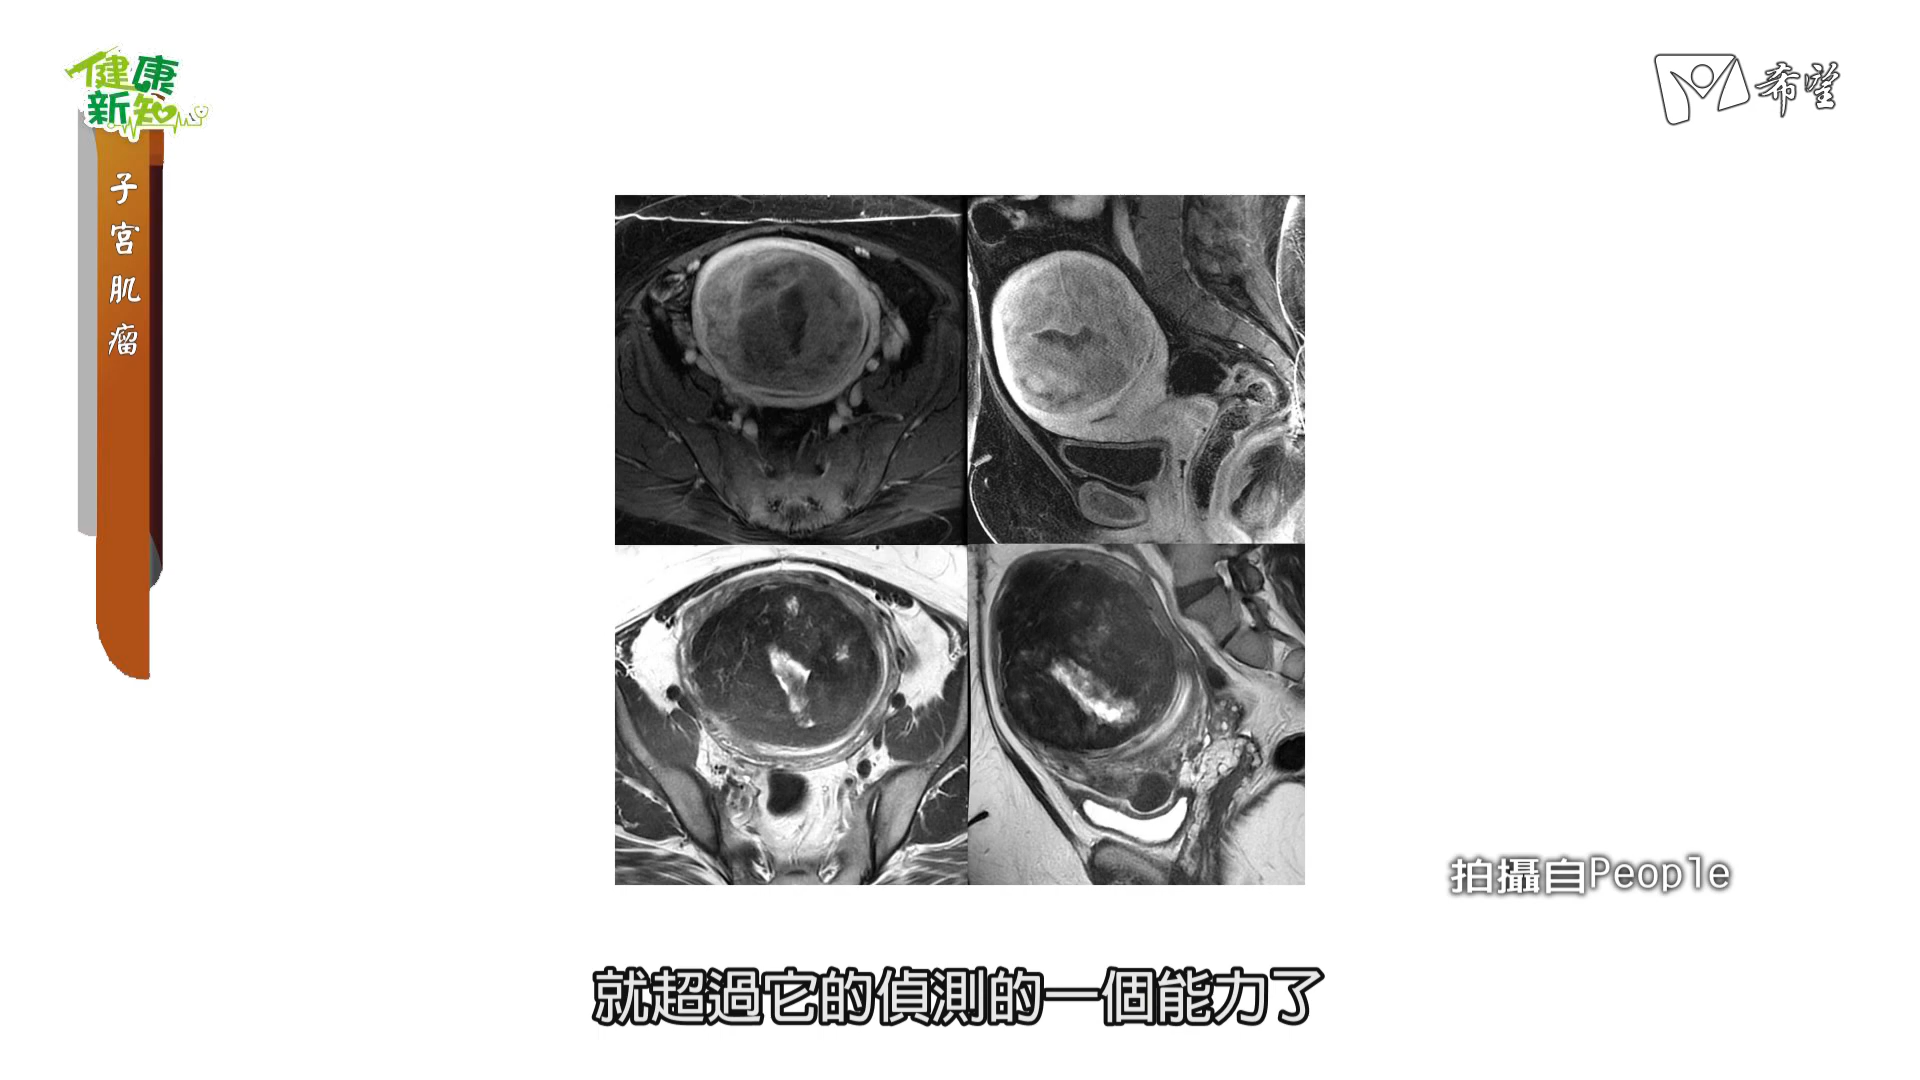 健康
新知
希望
子宮肌瘤
拍攝自People
就超過它的偵測的一個能力了